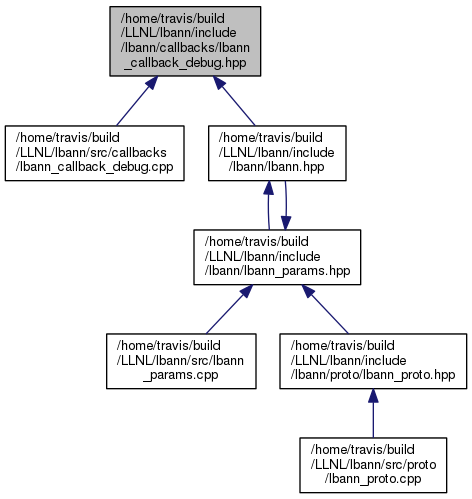 /home/travis/build
/LLNL/lbann/include
/lbann/callbacks/lbann
_callback_debug.hpp
/home/travis/build
/LLNL/lbann/src/callbacks
/lbann_callback_debug.cpp
/home/travis/build
/LLNL/lbann/include
/lbann/lbann.hpp
/home/travis/build
/LLNL/lbann/include
/lbann/lbann_params.hpp
/home/travis/build
/LLNL/lbann/src/lbann
_params.cpp
/home/travis/build
/LLNL/lbann/include
/lbann/proto/lbann_proto.hpp
/home/travis/build
/LLNL/lbann/src/proto
/lbann_proto.cpp